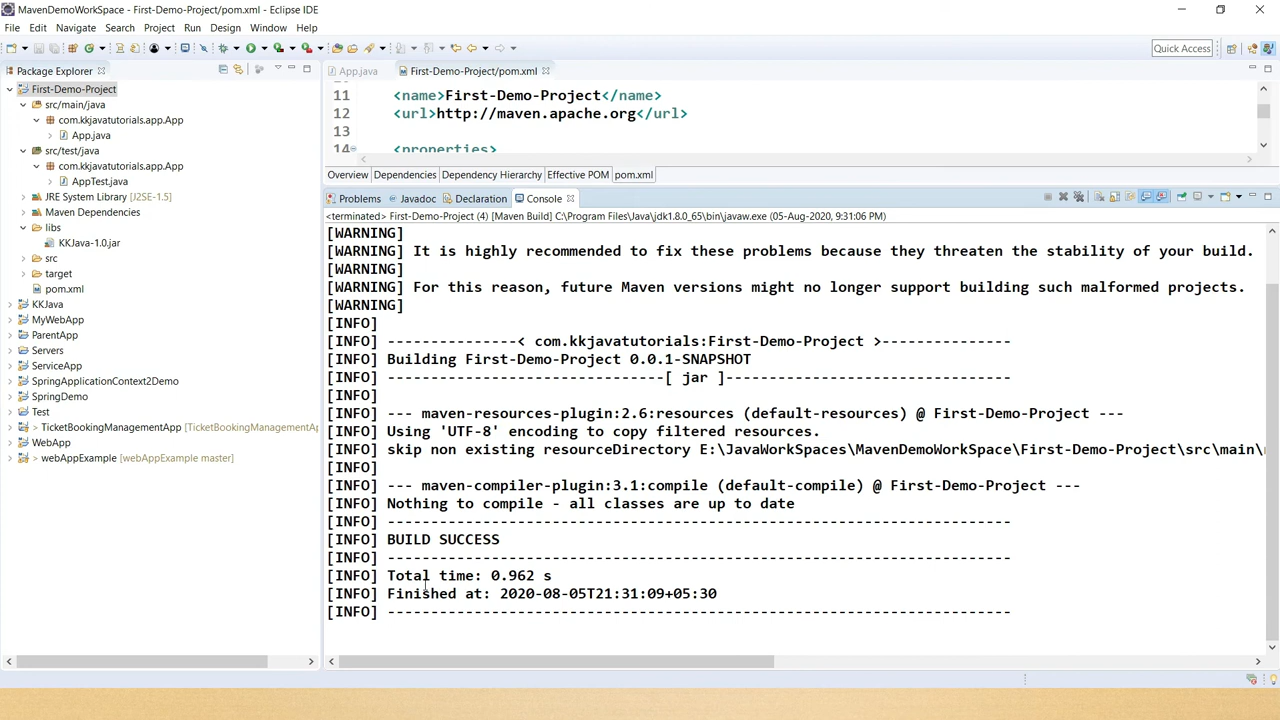 MavenDemoWorkSpace - First-Demo-Project/pom.xml - Eclipse IDE
File Edit Navigate Search Project Run Design Window Help
Quick Access
Package Explorer
First-Demo-Project
src/main/java
com.kkjavatutorials.app.App
App.java
src/test/java
com.kkjavatutorials.app.App
AppTest.java
JRE System Library [J2SE-1.5]
Maven Dependencies
libs
KKJava-1.0.jar
src
target
pom.xml
KKJava
MyWebApp
ParentApp
Servers
ServiceApp
SpringApplicationContext2Demo
SpringDemo
Test
> TicketBookingManagementApp [TicketBookingManagementAp
WebApp
> webAppExample [webAppExample master]
App.java First-Demo-Project/pom.xml
11 <name>First-Demo-Project</name>
12 <url>http://maven.apache.org</url>
13
14 <properties>
Overview Dependencies Dependency Hierarchy Effective POM pom.xml
Problems Javadoc Declaration Console
<terminated> First-Demo-Project (4) [Maven Build] C:\Program Files\Java\jdk1.8.0_65\bin\javaw.exe (05-Aug-2020, 9:31:06 PM)
[WARNING]
[WARNING] It is highly recommended to fix these problems because they threaten the stability of your build.
[WARNING]
[WARNING] For this reason, future Maven versions might no longer support building such malformed projects.
[WARNING]
[INFO]
[INFO] ---------------< com.kkjavatutorials:First-Demo-Project >---------------
[INFO] Building First-Demo-Project 0.0.1-SNAPSHOT
[INFO] --------------------------------[ jar ]---------------------------------
[INFO]
[INFO] --- maven-resources-plugin:2.6:resources (default-resources) @ First-Demo-Project ---
[INFO] Using 'UTF-8' encoding to copy filtered resources.
[INFO] skip non existing resourceDirectory E:\JavaWorkSpaces\MavenDemoWorkSpace\First-Demo-Project\src\main\
[INFO]
[INFO] --- maven-compiler-plugin:3.1:compile (default-compile) @ First-Demo-Project ---
[INFO] Nothing to compile - all classes are up to date
[INFO] ------------------------------------------------------------------------
[INFO] BUILD SUCCESS
[INFO] ------------------------------------------------------------------------
[INFO] Total time: 0.962 s
[INFO] Finished at: 2020-08-05T21:31:09+05:30
[INFO] ------------------------------------------------------------------------